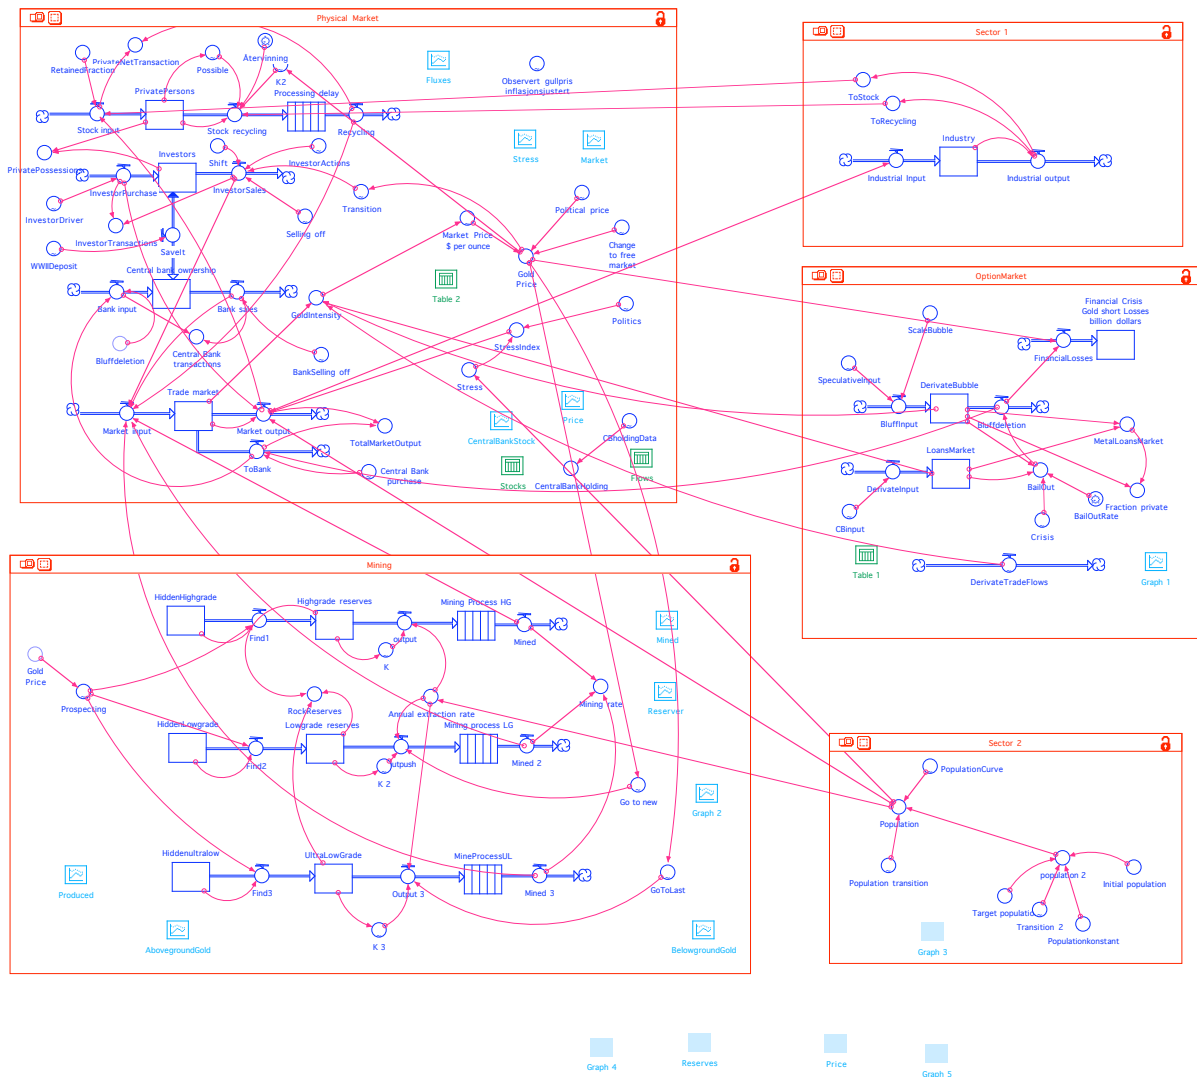 Physical Market
PrivateNetTransaction
RetainedFraction
Possible
Återvinning
K2
PrivatePersons
Processing delay
Stock input
Stock recycling
Recycling
Fluxes
Observert gullpris
inflasjonsjustert
Stress
Market
PrivatePossession
Investors
Shift
InvestorActions
InvestorPurchase
InvestorSales
InvestorDriver
InvestorTransactions
Selling off
Transition
SaveIt
WWIIDeposit
Political price
Market Price
$ per ounce
Change
to free
market
Gold
Price
Central bank ownership
Bank input
Bank sales
GoldIntensity
Table 2
Politics
Bluffdeletion
Central Bank
transactions
BankSelling off
StressIndex
Stress
Trade market
Market input
Market output
TotalMarketOutput
ToBank
Central Bank
purchase
Price
CentralBankStock
CBholdingData
Stocks
CentralBankHolding
Flows
Sector 1
ToStock
ToRecycling
Industry
Industrial Input
Industrial output
OptionMarket
Financial Crisis
Gold short Losses
billion dollars
ScaleBubble
FinancialLosses
SpeculativeInput
DerivateBubble
BluffInput
Bluffdeletion
MetalLoansMarket
LoansMarket
DerivateInput
BailOut
CBinput
Crisis
BailOutRate
Fraction private
Table 1
DerivateTradeFlows
Graph 1
Mining
HiddenHighgrade
Highgrade reserves
Mining Process HG
Find1
output
K
Mined
Mined
Gold
Price
Prospecting
RockReserves
Annual extraction rate
Mining rate
Reserver
HiddenLowgrade
Lowgrade reserves
Mining process LG
Find2
Outpush
K 2
Mined 2
Go to new
Graph 2
Hiddenultralow
UltraLowGrade
MineProcessUL
Find3
Output 3
Mined 3
GoToLast
K 3
Produced
AbovegroundGold
BelowgroundGold
Sector 2
PopulationCurve
Population
Population transition
population 2
Initial population
Target populatio
Transition 2
Populationkonstant
Graph 3
Graph 4
Reserves
Price
Graph 5